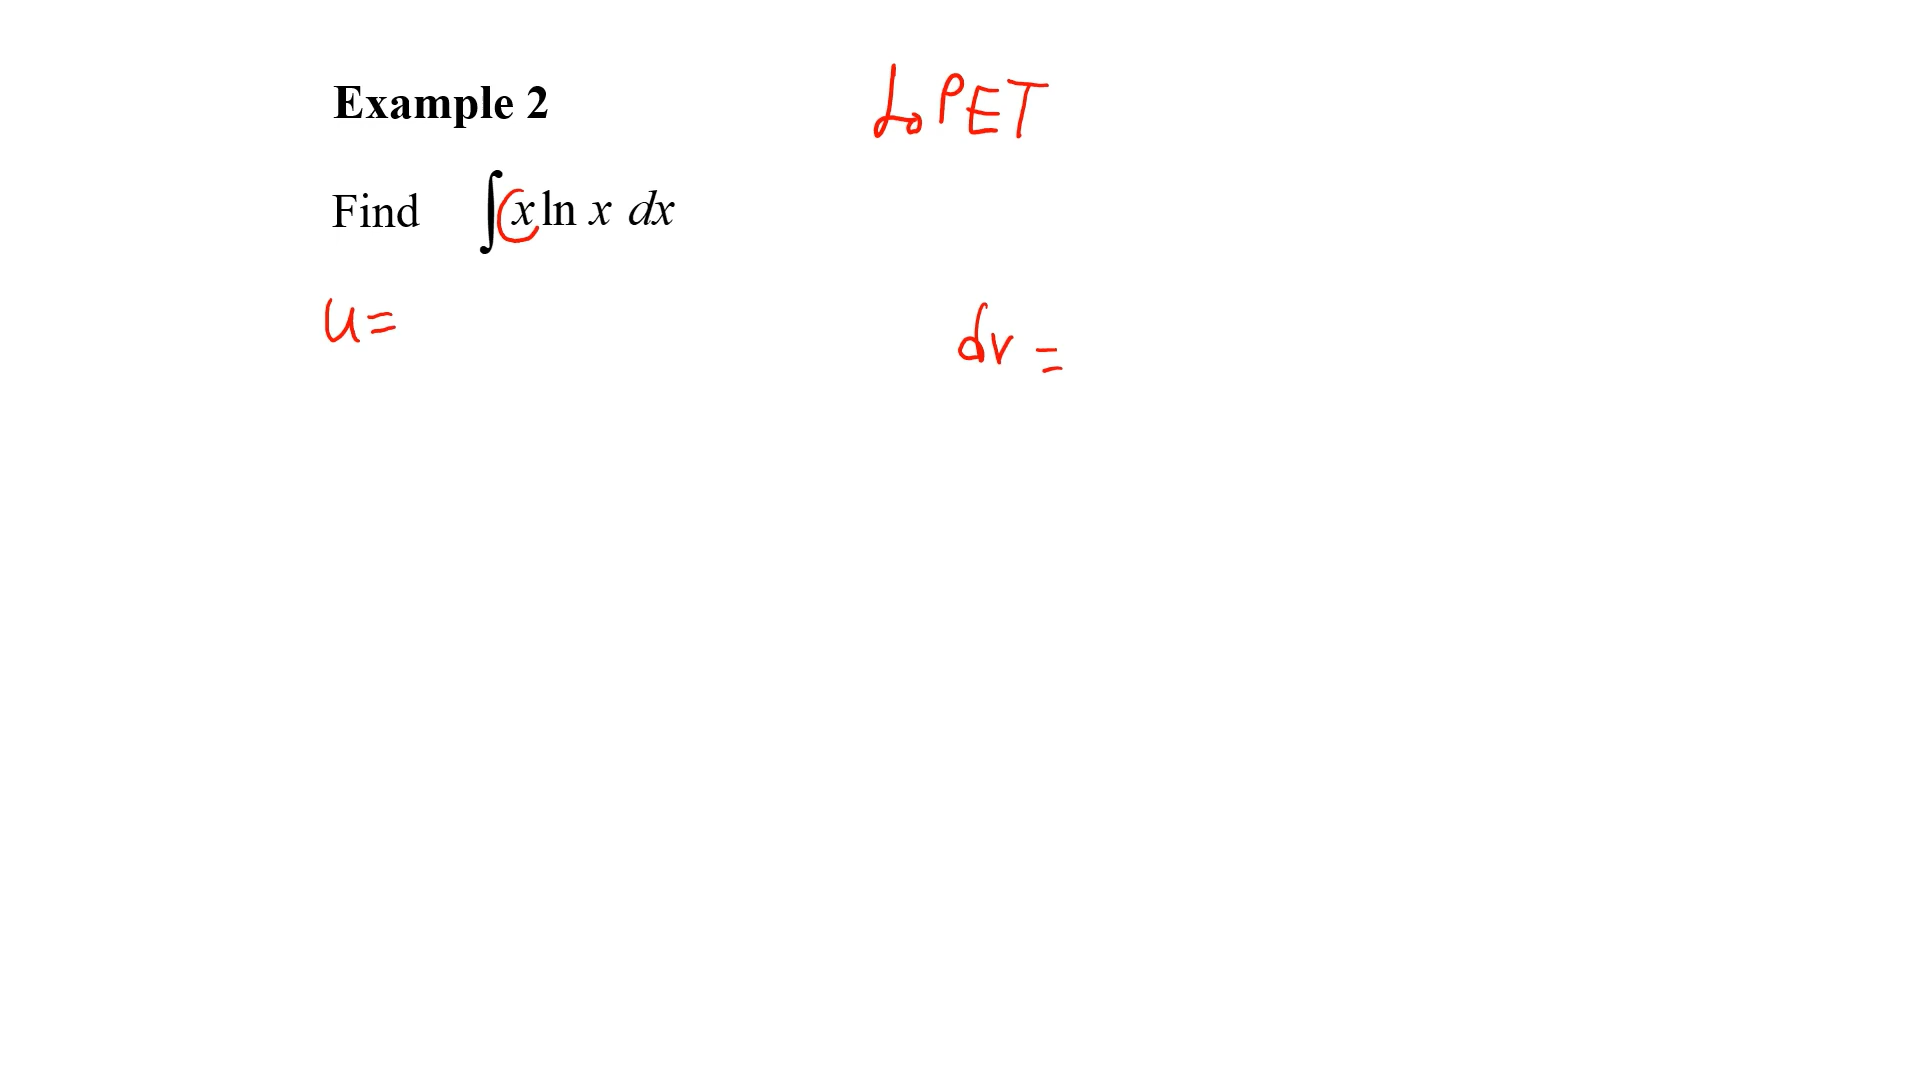 Example 2
LoPET
Find ∫ x ln x dx
u=
dv =